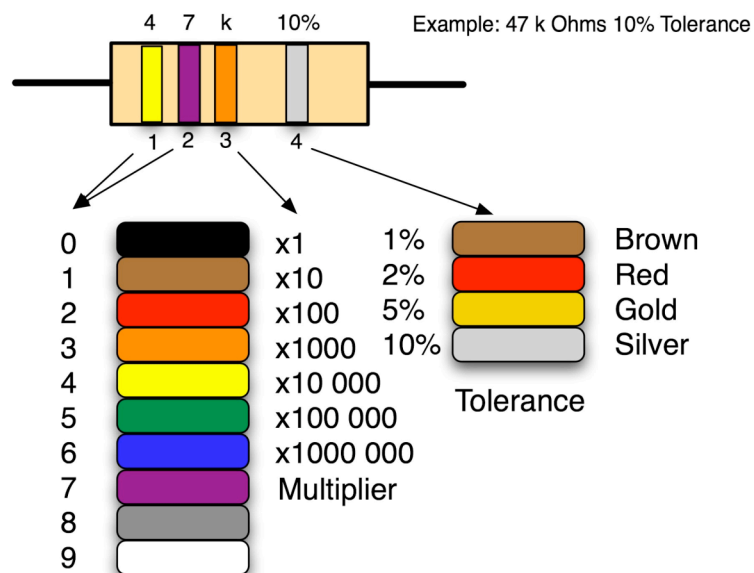 4 7 k 10% Example: 47 k Ohms 10% Tolerance
1 2 3 4
0 x1
1 x10
2 x100
3 x1000
4 x10 000
5 x100 000
6 x1000 000
7 Multiplier
8
9
1% Brown
2% Red
5% Gold
10% Silver
Tolerance